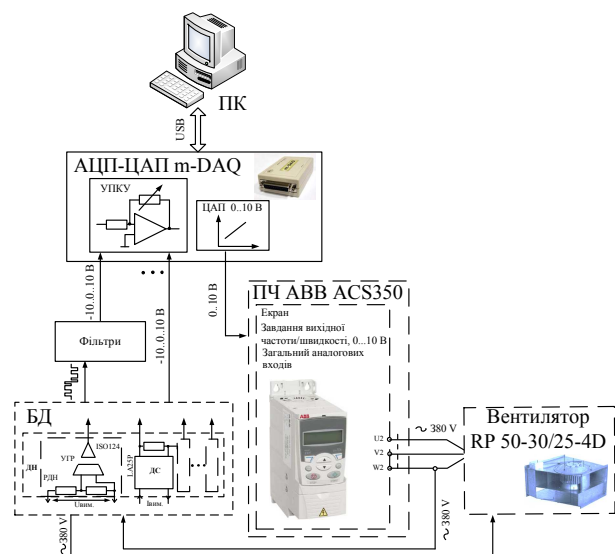 ПК
USB
АЦП-ЦАП m-DAQ
УПКУ
ЦАП 0..10 В
-10..0..10 В
-10..0..10 В
0..10 В
Фільтри
ПЧ ABB ACS350
Екран
Завдання вихідної
частоти/швидкості, 0...10 В
Загальний аналогових
входів
ABB
U2
V2
W2
~ 380 V
Вентилятор
RP 50-30/25-4D
БД
ДН
ISO124
УГР
РДН
Uвим.
LA25P
ДС
Iвим.
~380 V
~380 V